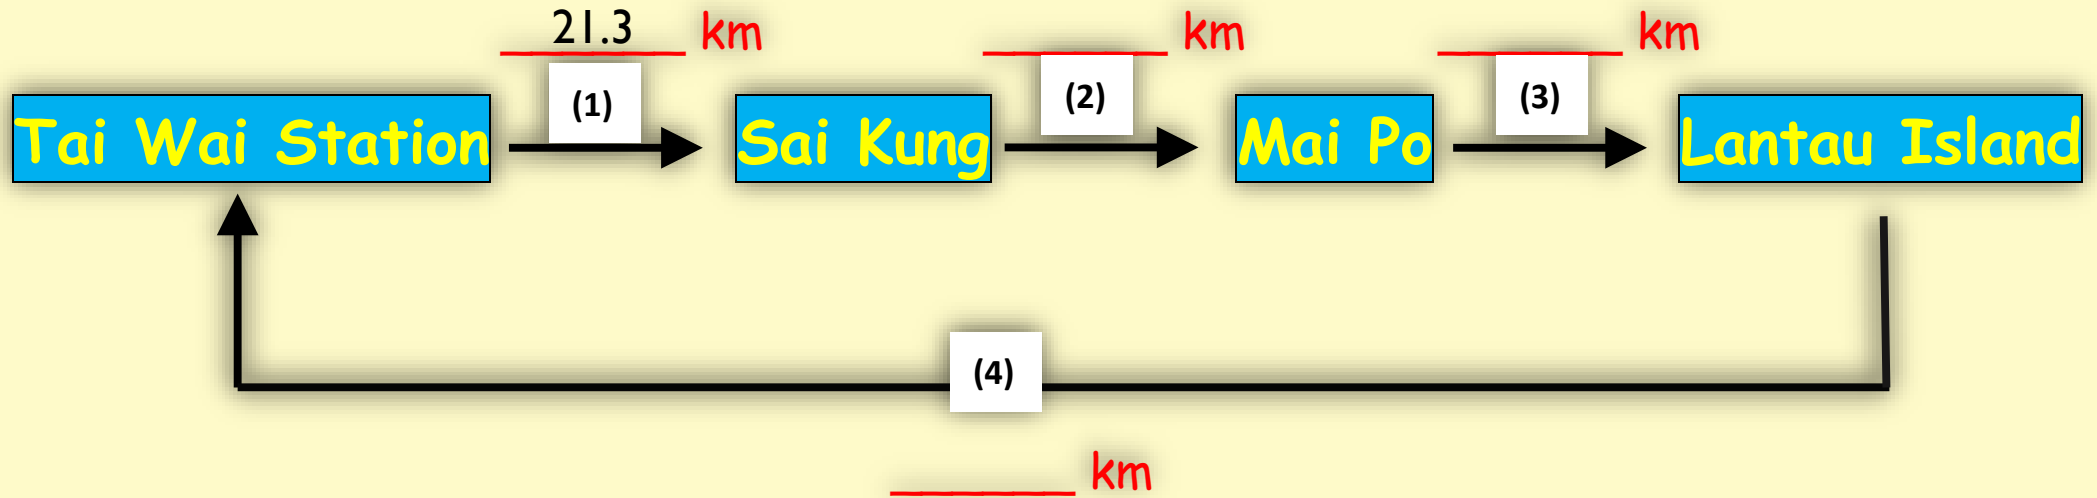 21.3 km
km
km
(1)
(2)
(3)
Tai Wai Station
Sai Kung
Mai Po
Lantau Island
(4)
km